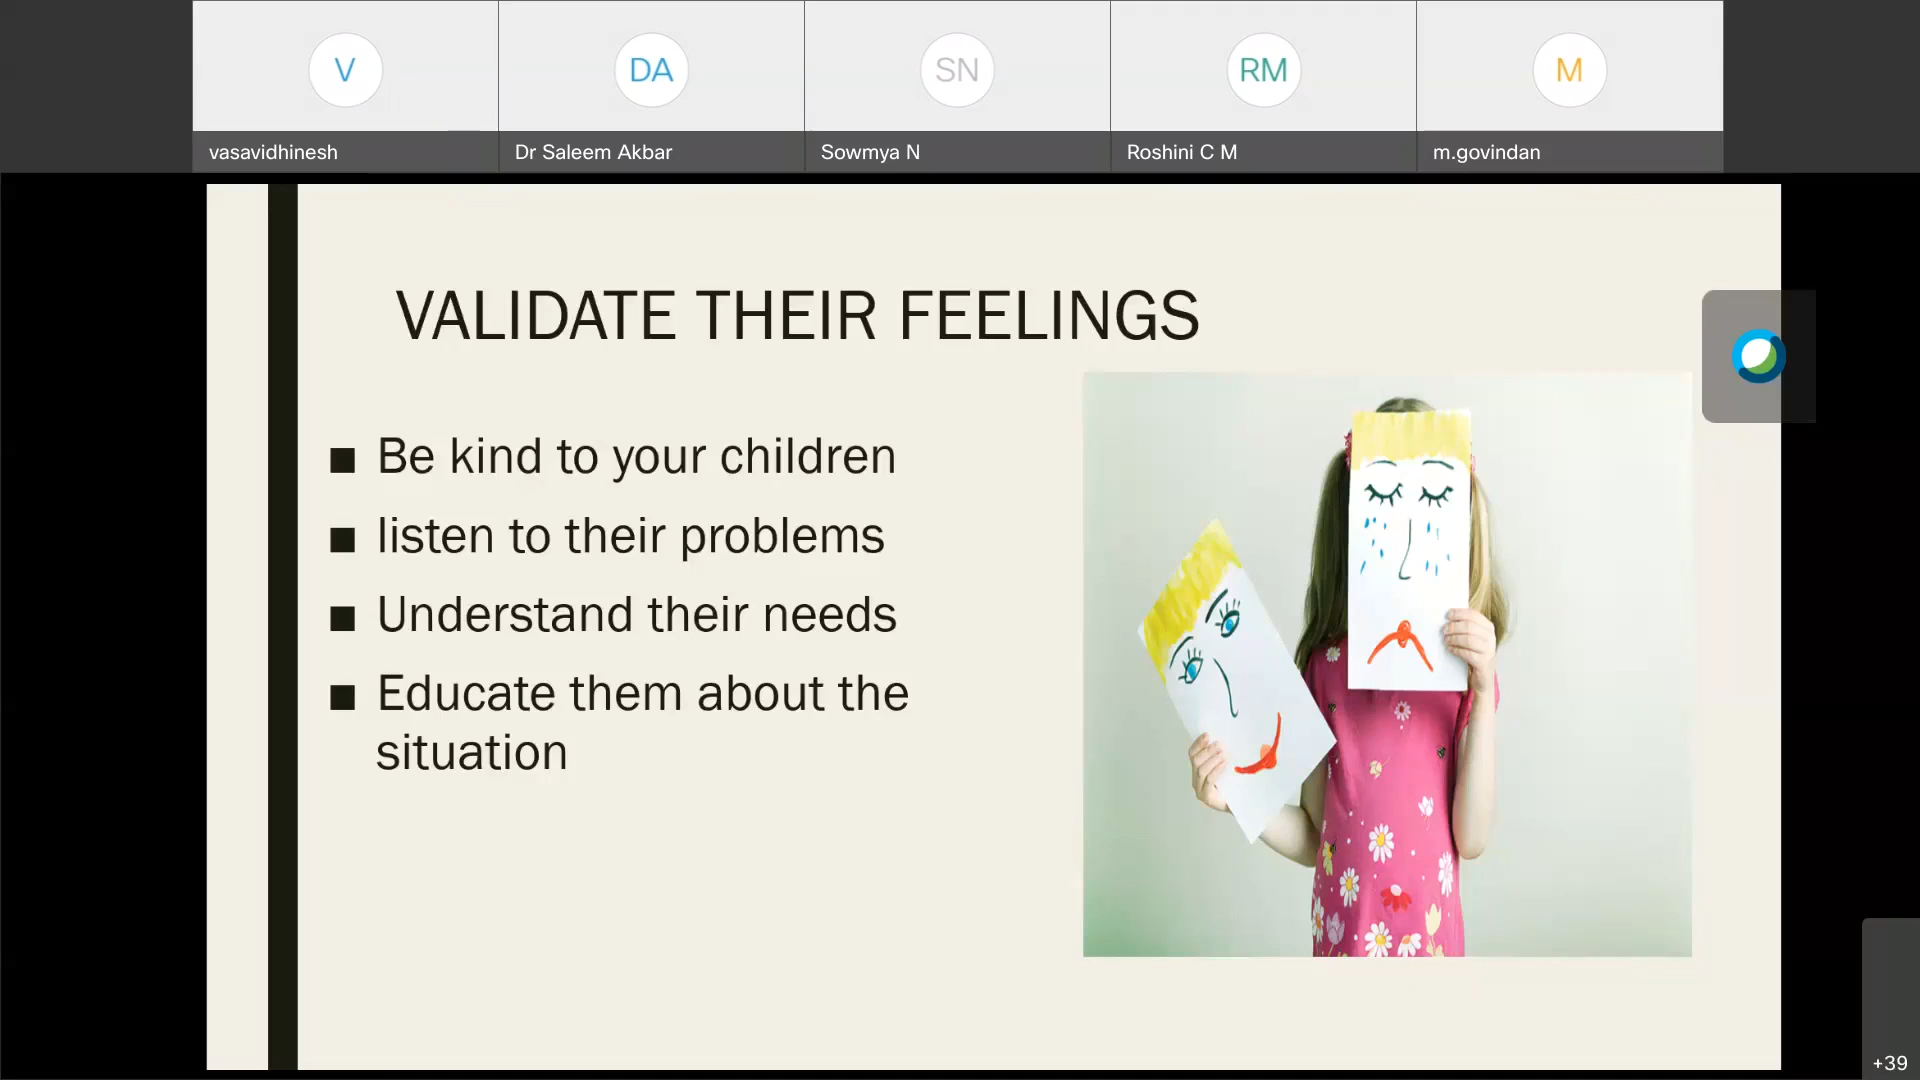 V
DA
SN
RM
M
vasavidhinesh
Dr Saleem Akbar
Sowmya N
Roshini C M
m.govindan
VALIDATE THEIR FEELINGS
■ Be kind to your children
■ listen to their problems
■ Understand their needs
■ Educate them about the
situation
+39